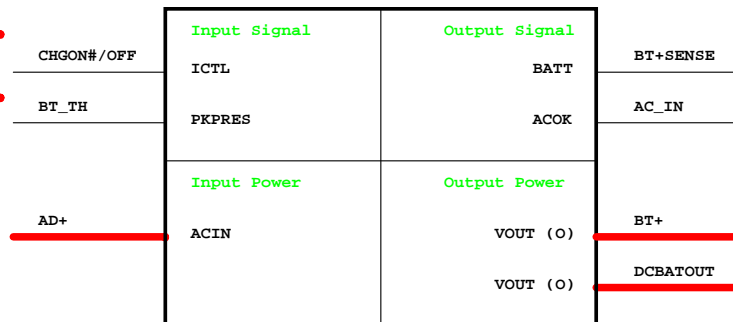 Input Signal Output Signal
CHGON#/OFF ICTL BATT BT+SENSE
BT_TH PKPRES ACOK AC_IN
Input Power Output Power
AD+ ACIN VOUT (O) BT+
VOUT (O) DCBATOUT